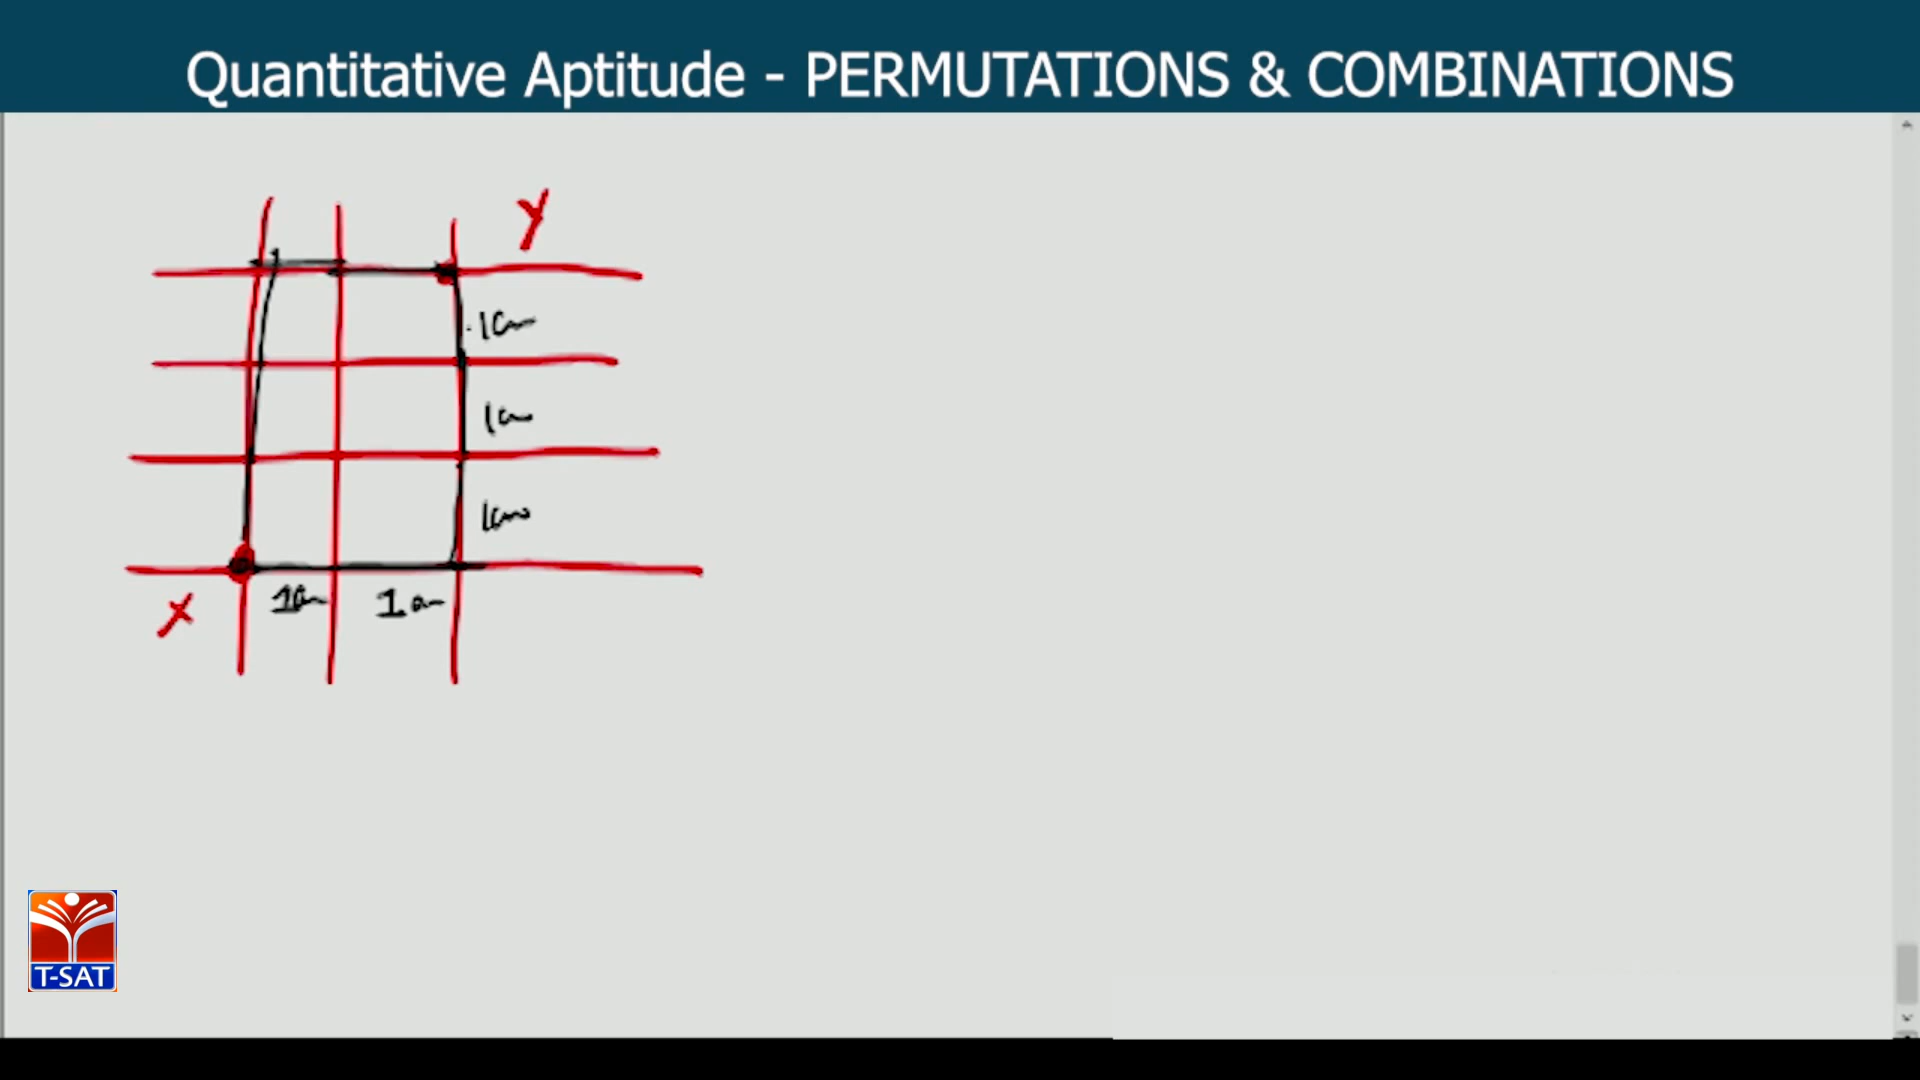 Quantitative Aptitude - PERMUTATIONS & COMBINATIONS
Y
1cm
1cm
1cm
X
1cm
1cm
T-SAT